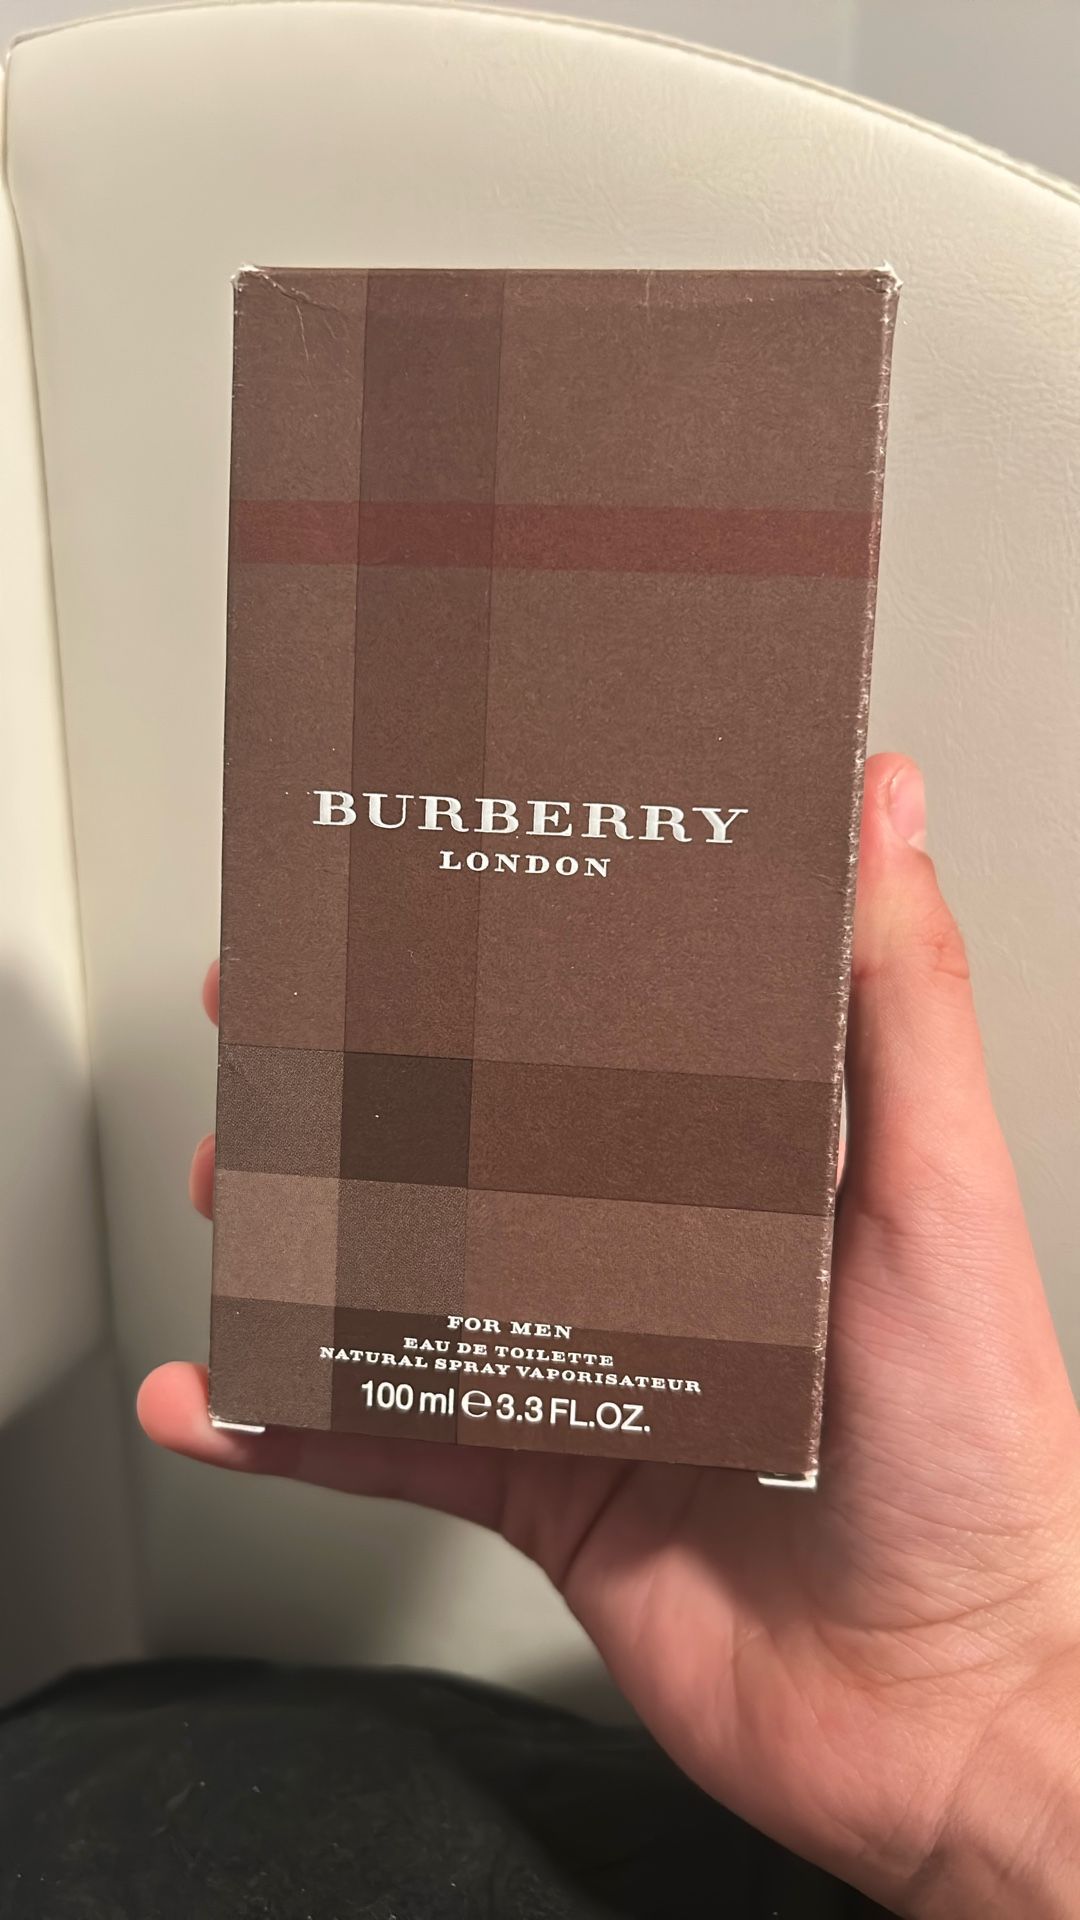 BURBERRY
LONDON
FOR MEN
EAU DE TOILETTE
NATURAL SPRAY VAPORISATEUR
100 ml ℮ 3.3 FL.OZ.